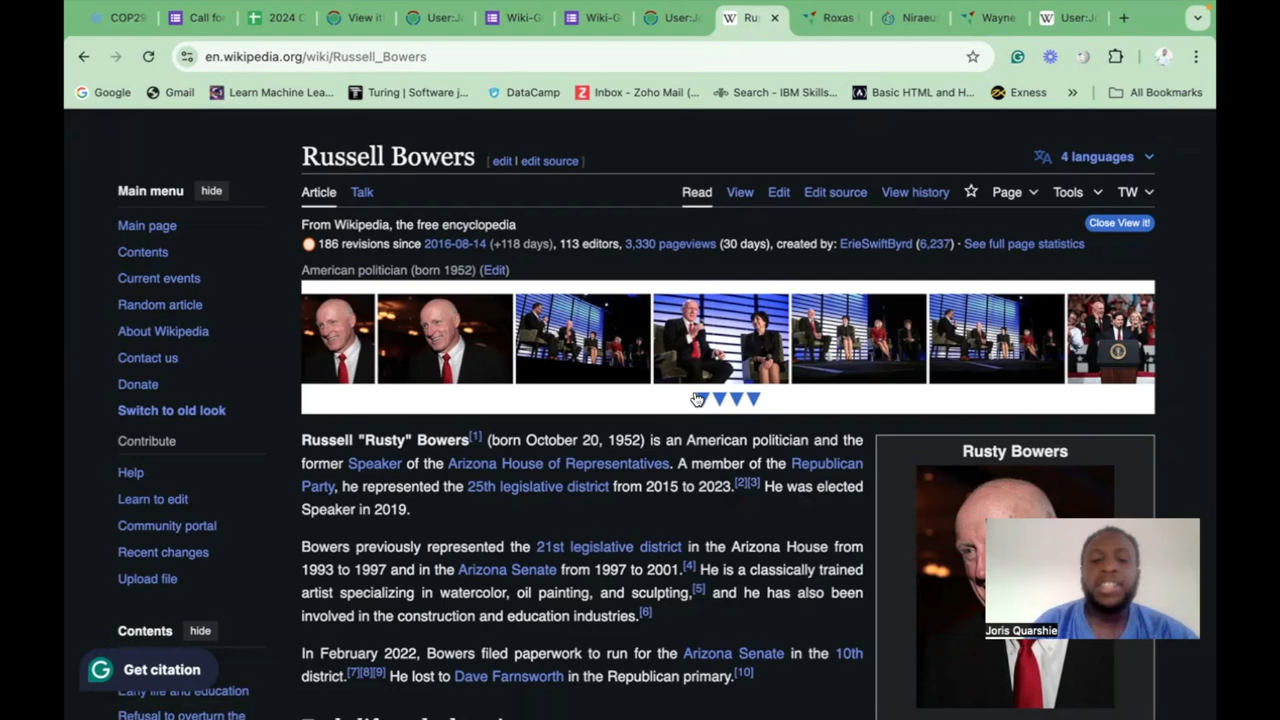 COP29
Call for
2024 C
View it
User:J
Wiki-G
Wiki-G
User:J
Ru
Roxas
Niraeu
Wayne
User:J
en.wikipedia.org/wiki/Russell_Bowers
Google
Gmail
Learn Machine Lea...
Turing | Software j...
DataCamp
Inbox - Zoho Mail (...
Search - IBM Skills...
Basic HTML and H...
Exness
All Bookmarks
Russell Bowers [ edit | edit source ]
4 languages
Main menu hide
Article Talk
Read View Edit Edit source View history Page Tools TW
Main page
Contents
Current events
Random article
About Wikipedia
Contact us
Donate
Switch to old look
Contribute
Help
Learn to edit
Community portal
Recent changes
Upload file
Contents hide
Early life and education
Refusal to overturn the
Get citation
From Wikipedia, the free encyclopedia
Close View it!
186 revisions since 2016-08-14 (+118 days), 113 editors, 3,330 pageviews (30 days), created by: ErieSwiftByrd (6,237) · See full page statistics
American politician (born 1952) (Edit)
Russell "Rusty" Bowers[1] (born October 20, 1952) is an American politician and the
former Speaker of the Arizona House of Representatives. A member of the Republican
Party, he represented the 25th legislative district from 2015 to 2023.[2][3] He was elected
Speaker in 2019.
Bowers previously represented the 21st legislative district in the Arizona House from
1993 to 1997 and in the Arizona Senate from 1997 to 2001.[4] He is a classically trained
artist specializing in watercolor, oil painting, and sculpting,[5] and he has also been
involved in the construction and education industries.[6]
In February 2022, Bowers filed paperwork to run for the Arizona Senate in the 10th
district.[7][8][9] He lost to Dave Farnsworth in the Republican primary.[10]
Rusty Bowers
Joris Quarshie